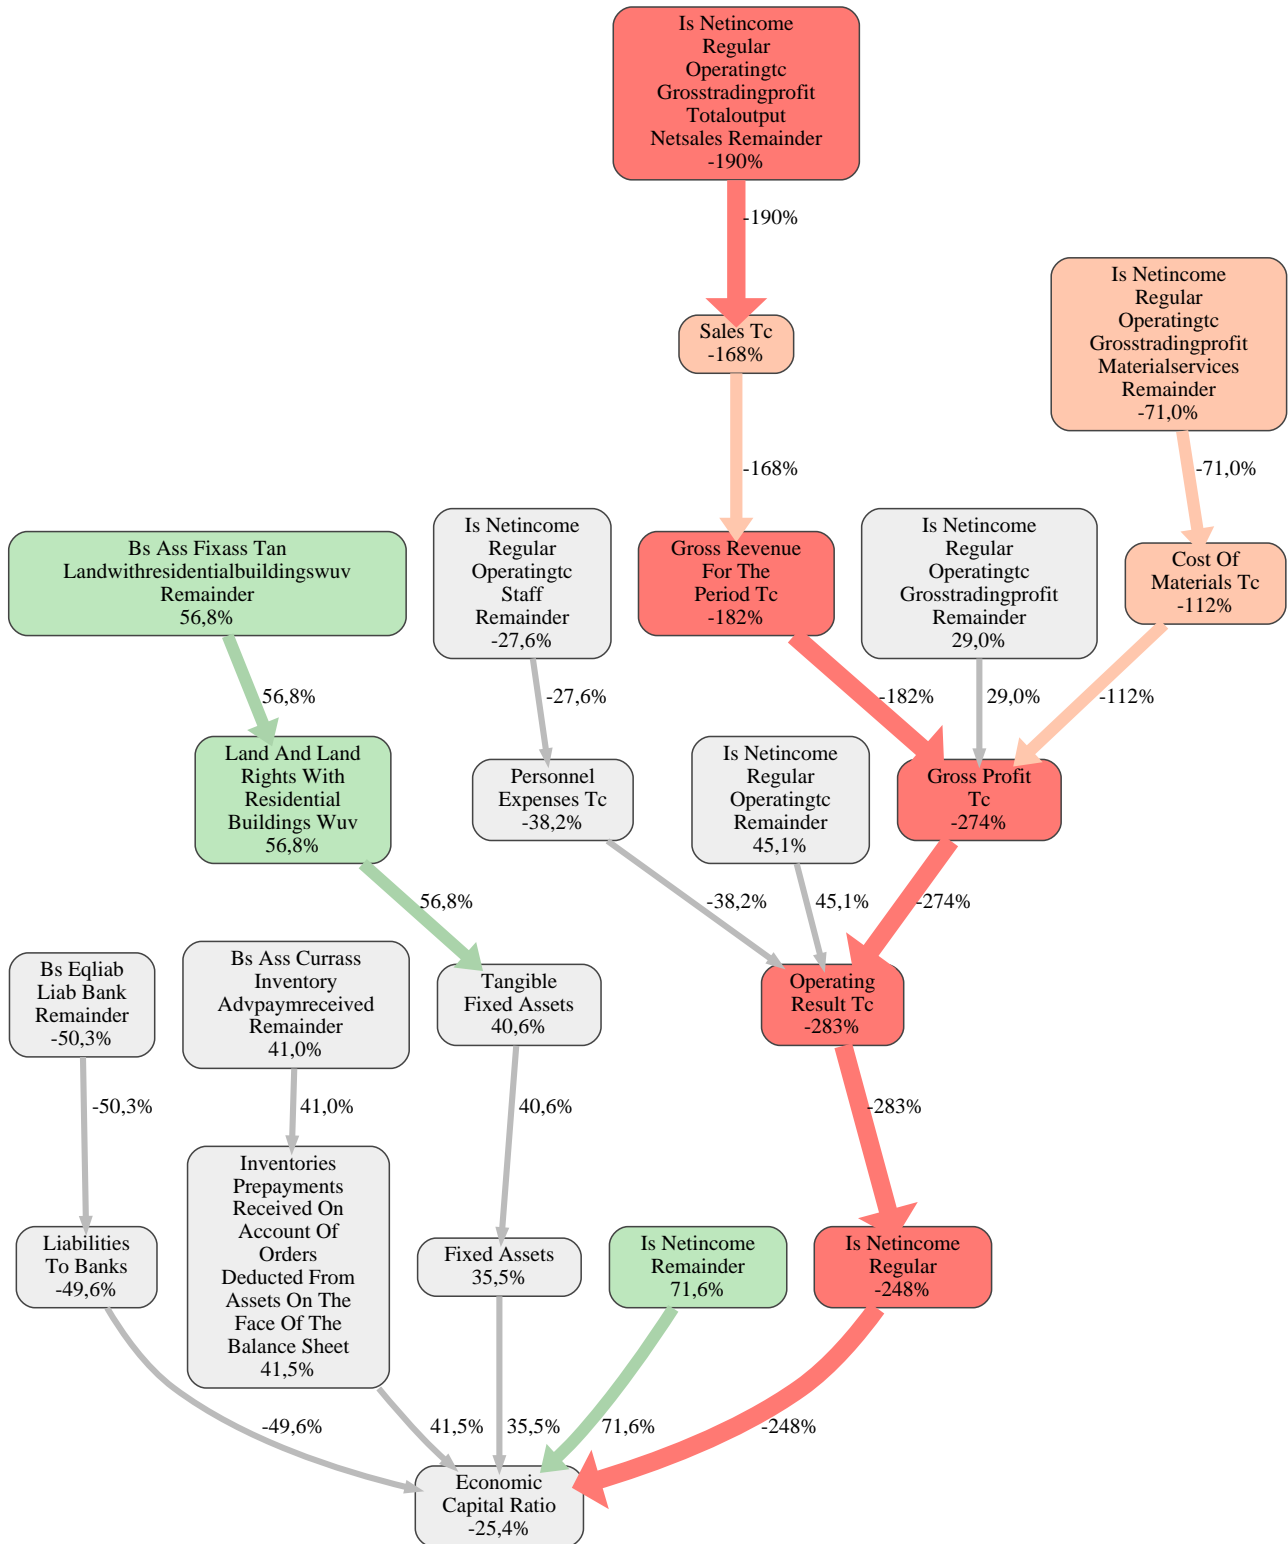 Is Netincome
Regular
Operatingtc
Grosstradingprofit
Totaloutput
Netsales Remainder
-190%
-190%
Is Netincome
Regular
Operatingtc
Grosstradingprofit
Materialservices
Remainder
-71,0%
Sales Tc
-168%
-168%
-71,0%
Bs Ass Fixass Tan
Landwithresidentialbuildingswuv
Remainder
56,8%
Is Netincome
Regular
Operatingtc
Staff
Remainder
-27,6%
Gross Revenue
For The
Period Tc
-182%
Is Netincome
Regular
Operatingtc
Grosstradingprofit
Remainder
29,0%
Cost Of
Materials Tc
-112%
56,8%
-27,6%
-182%
29,0%
-112%
Land And Land
Rights With
Residential
Buildings Wuv
56,8%
Personnel
Expenses Tc
-38,2%
Is Netincome
Regular
Operatingtc
Remainder
45,1%
Gross Profit
Tc
-274%
56,8%
-38,2%
45,1%
-274%
Bs Eqliab
Liab Bank
Remainder
-50,3%
Bs Ass Currass
Inventory
Advpaymreceived
Remainder
41,0%
Tangible
Fixed Assets
40,6%
Operating
Result Tc
-283%
-50,3%
41,0%
40,6%
-283%
Liabilities
To Banks
-49,6%
Inventories
Prepayments
Received On
Account Of
Orders
Deducted From
Assets On The
Face Of The
Balance Sheet
41,5%
Fixed Assets
35,5%
Is Netincome
Remainder
71,6%
Is Netincome
Regular
-248%
-49,6%
41,5%
35,5%
71,6%
-248%
Economic
Capital Ratio
-25,4%